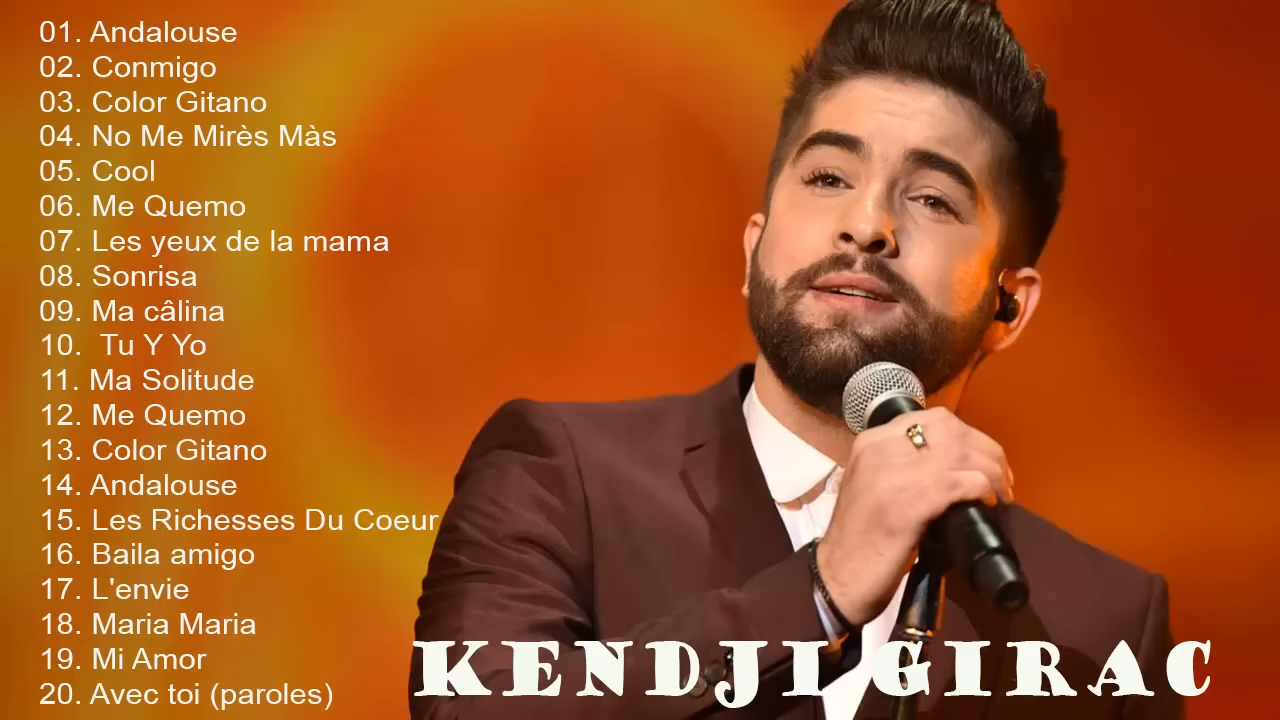 01. Andalouse
02. Conmigo
03. Color Gitano
04. No Me Mirès Màs
05. Cool
06. Me Quemo
07. Les yeux de la mama
08. Sonrisa
09. Ma câlina
10. Tu Y Yo
11. Ma Solitude
12. Me Quemo
13. Color Gitano
14. Andalouse
15. Les Richesses Du Coeur
16. Baila amigo
17. L'envie
18. Maria Maria
19. Mi Amor
20. Avec toi (paroles)
KENDJI GIRAC